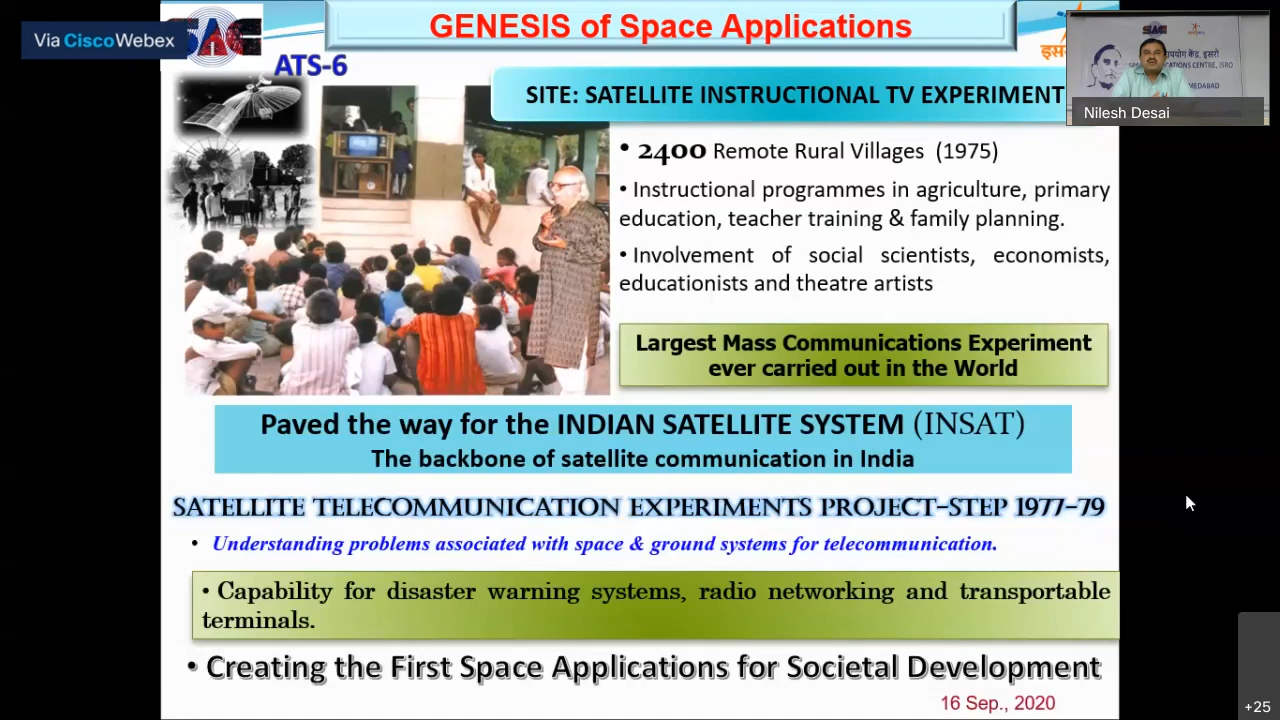 GENESIS of Space Applications
Via Cisco Webex
SAC
ATS-6
SITE: SATELLITE INSTRUCTIONAL TV EXPERIMENT
Nilesh Desai
• 2400 Remote Rural Villages (1975)
• Instructional programmes in agriculture, primary
education, teacher training & family planning.
• Involvement of social scientists, economists,
educationists and theatre artists
Largest Mass Communications Experiment
ever carried out in the World
Paved the way for the INDIAN SATELLITE SYSTEM (INSAT)
The backbone of satellite communication in India
SATELLITE TELECOMMUNICATION EXPERIMENTS PROJECT-STEP 1977-79
• Understanding problems associated with space & ground systems for telecommunication.
• Capability for disaster warning systems, radio networking and transportable
terminals.
• Creating the First Space Applications for Societal Development
16 Sep., 2020
+25